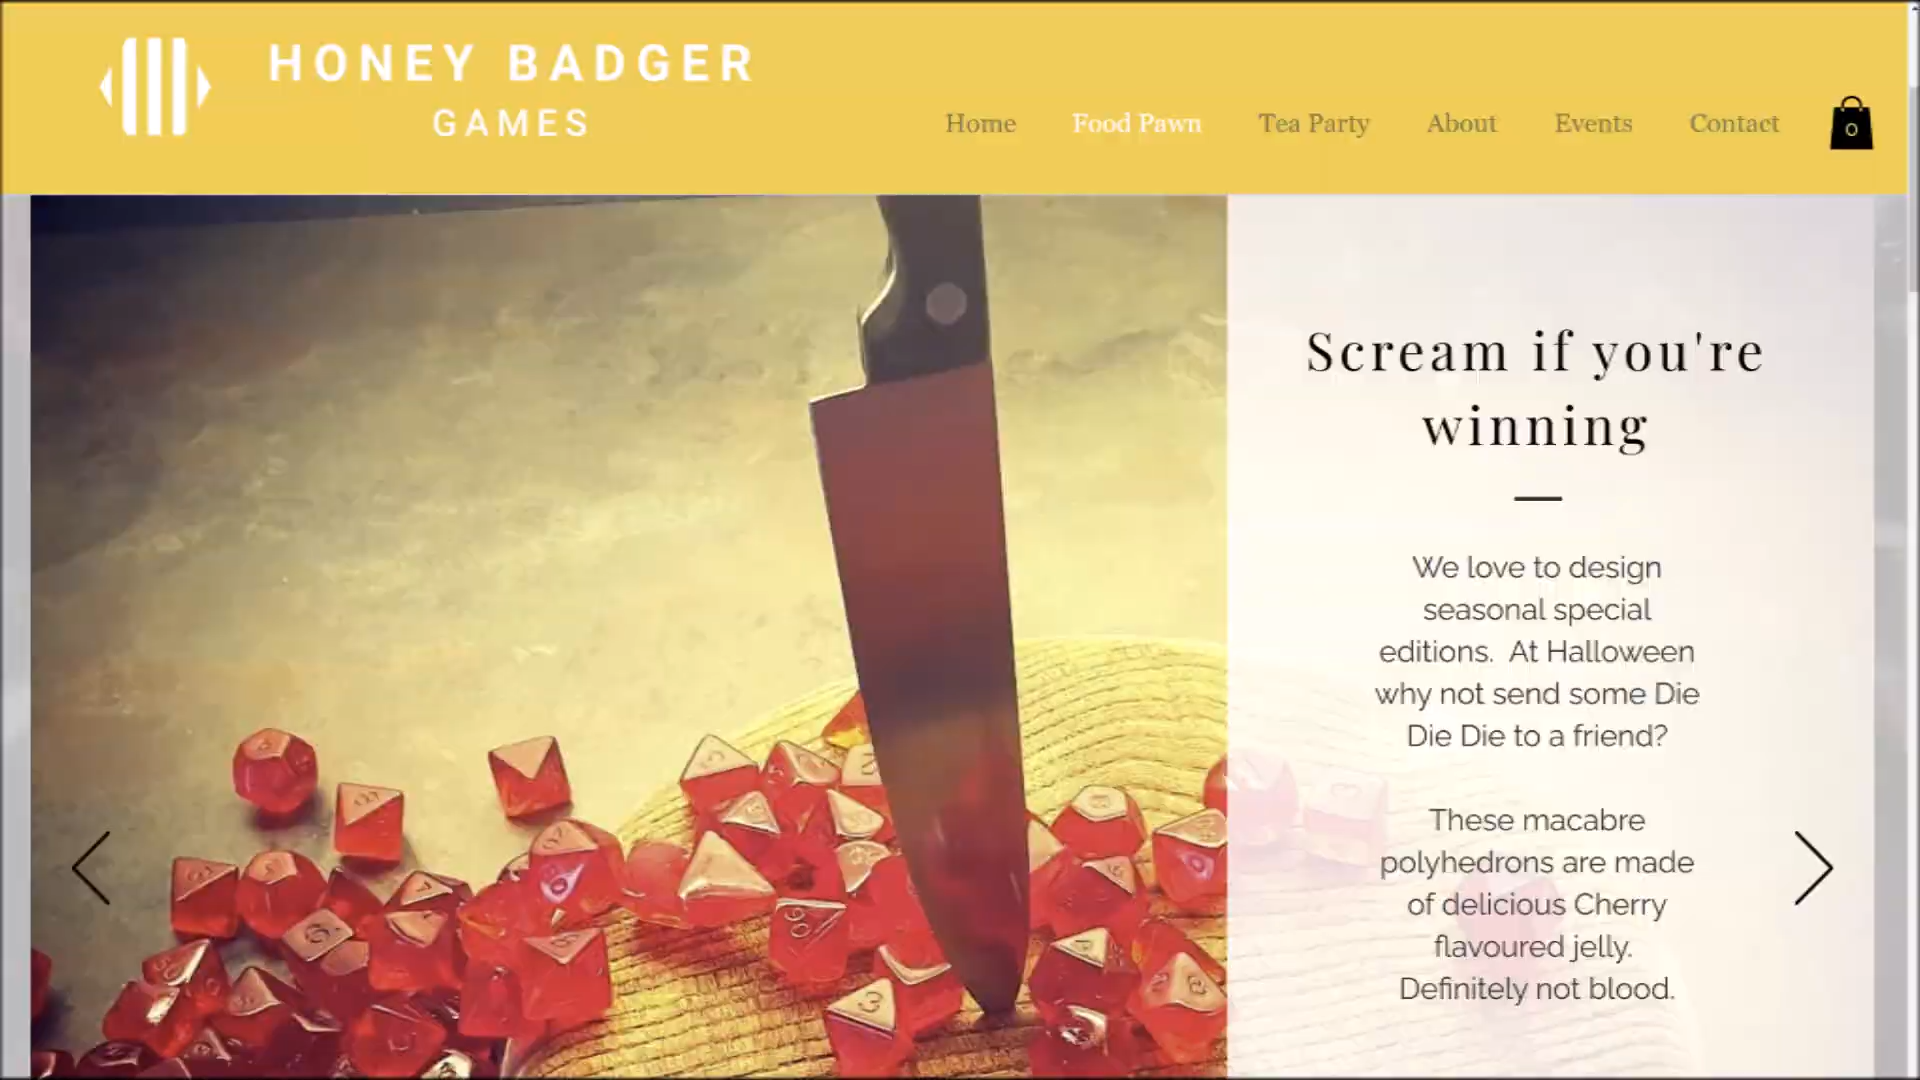 HONEY BADGER
GAMES
Home Food Pawn Tea Party About Events Contact 0
Scream if you're
winning
We love to design
seasonal special
editions. At Halloween
why not send some Die
Die Die to a friend?
These macabre
polyhedrons are made
of delicious Cherry
flavoured jelly.
Definitely not blood.